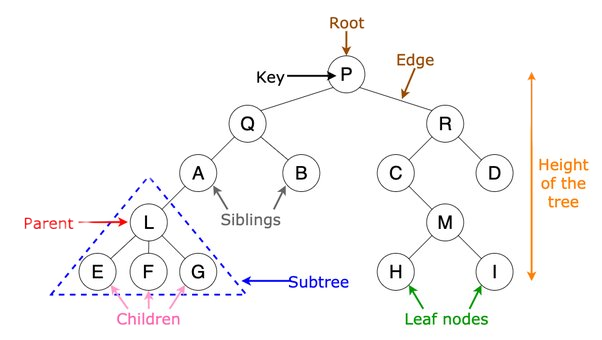 Root
Edge
Key
P
Q
R
A
B
C
D
Height
of the
tree
Siblings
Parent
L
M
E
F
G
H
I
Subtree
Children
Leaf nodes